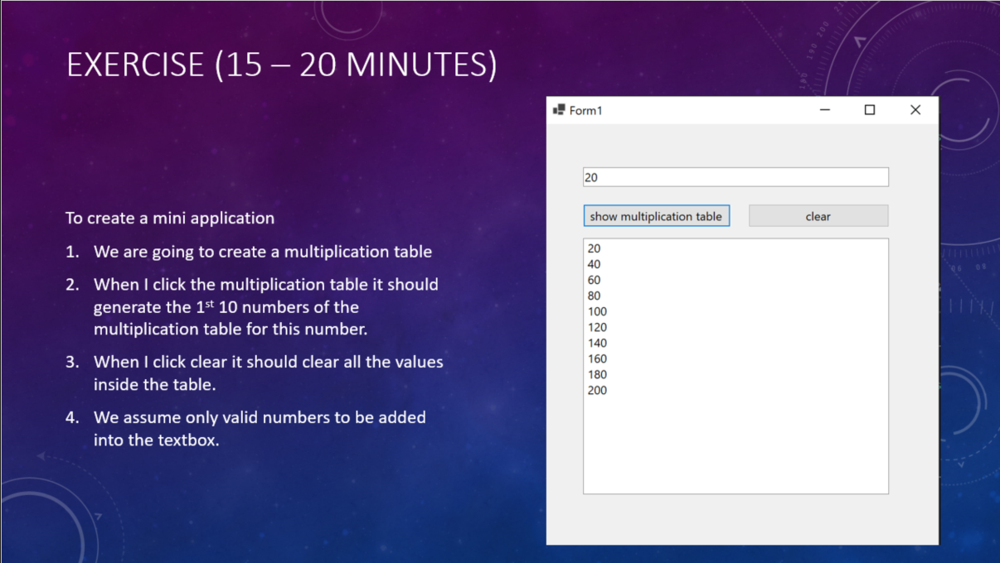 EXERCISE (15 – 20 MINUTES)
To create a mini application
1. We are going to create a multiplication table
2. When I click the multiplication table it should
generate the 1st 10 numbers of the
multiplication table for this number.
3. When I click clear it should clear all the values
inside the table.
4. We assume only valid numbers to be added
into the textbox.
Form1
20
show multiplication table
clear
20
40
60
80
100
120
140
160
180
200